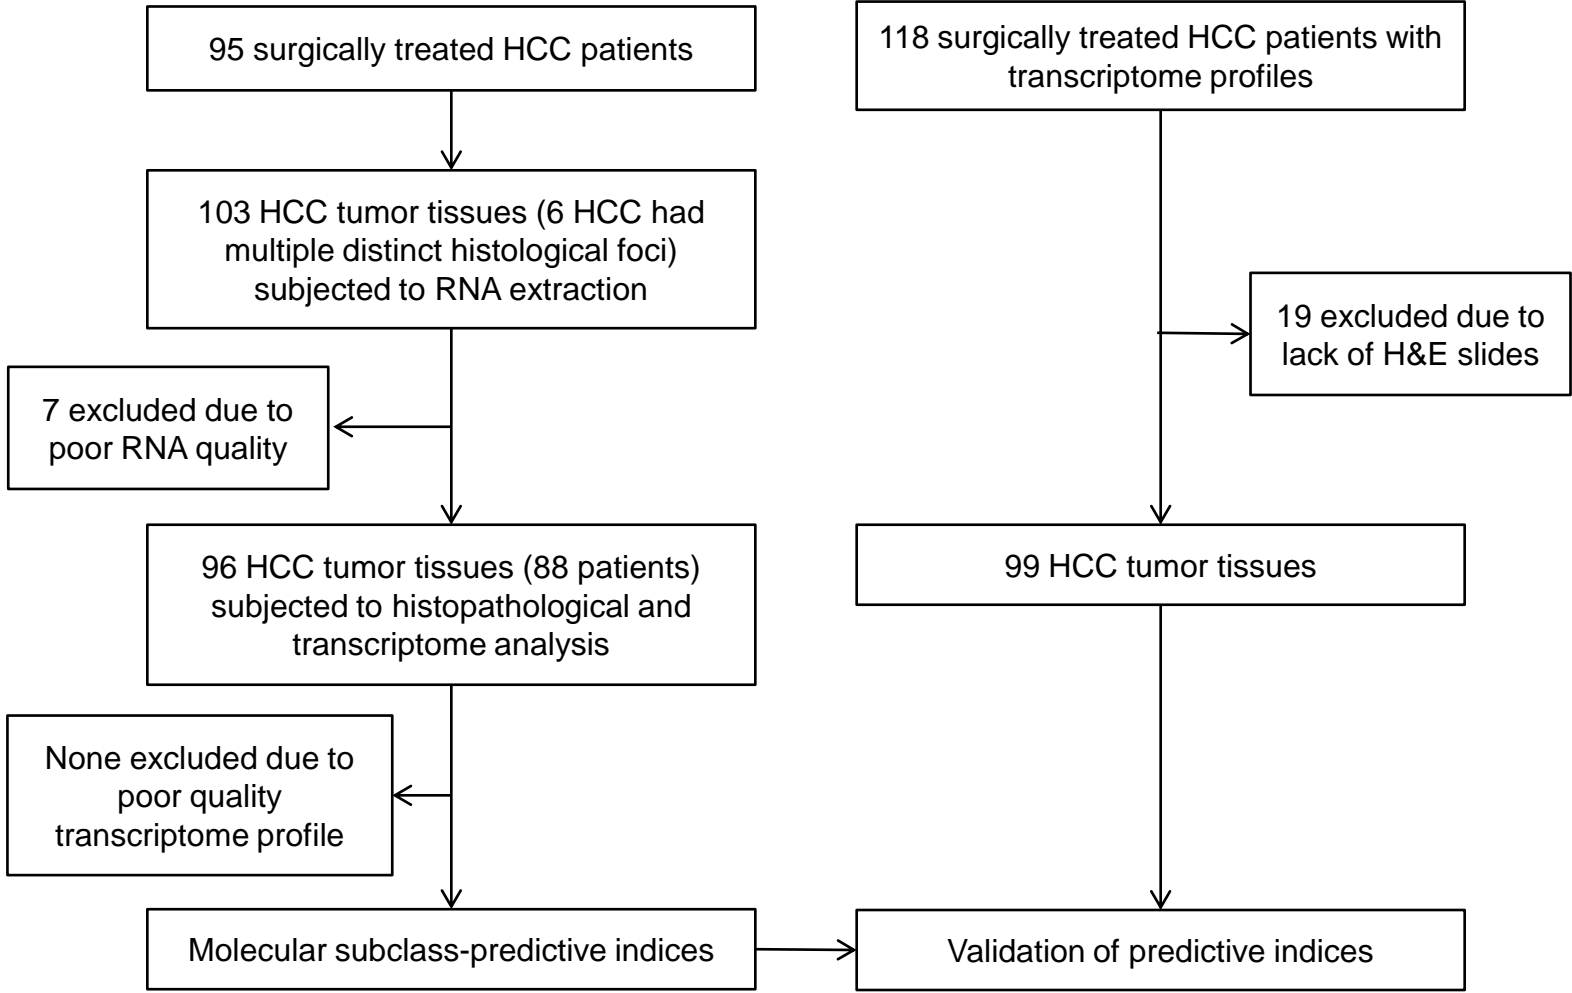 95 surgically treated HCC patients
103 HCC tumor tissues (6 HCC had
multiple distinct histological foci)
subjected to RNA extraction
7 excluded due to
poor RNA quality
96 HCC tumor tissues (88 patients)
subjected to histopathological and
transcriptome analysis
None excluded due to
poor quality
transcriptome profile
Molecular subclass-predictive indices
118 surgically treated HCC patients with
transcriptome profiles
19 excluded due to
lack of H&E slides
99 HCC tumor tissues
Validation of predictive indices